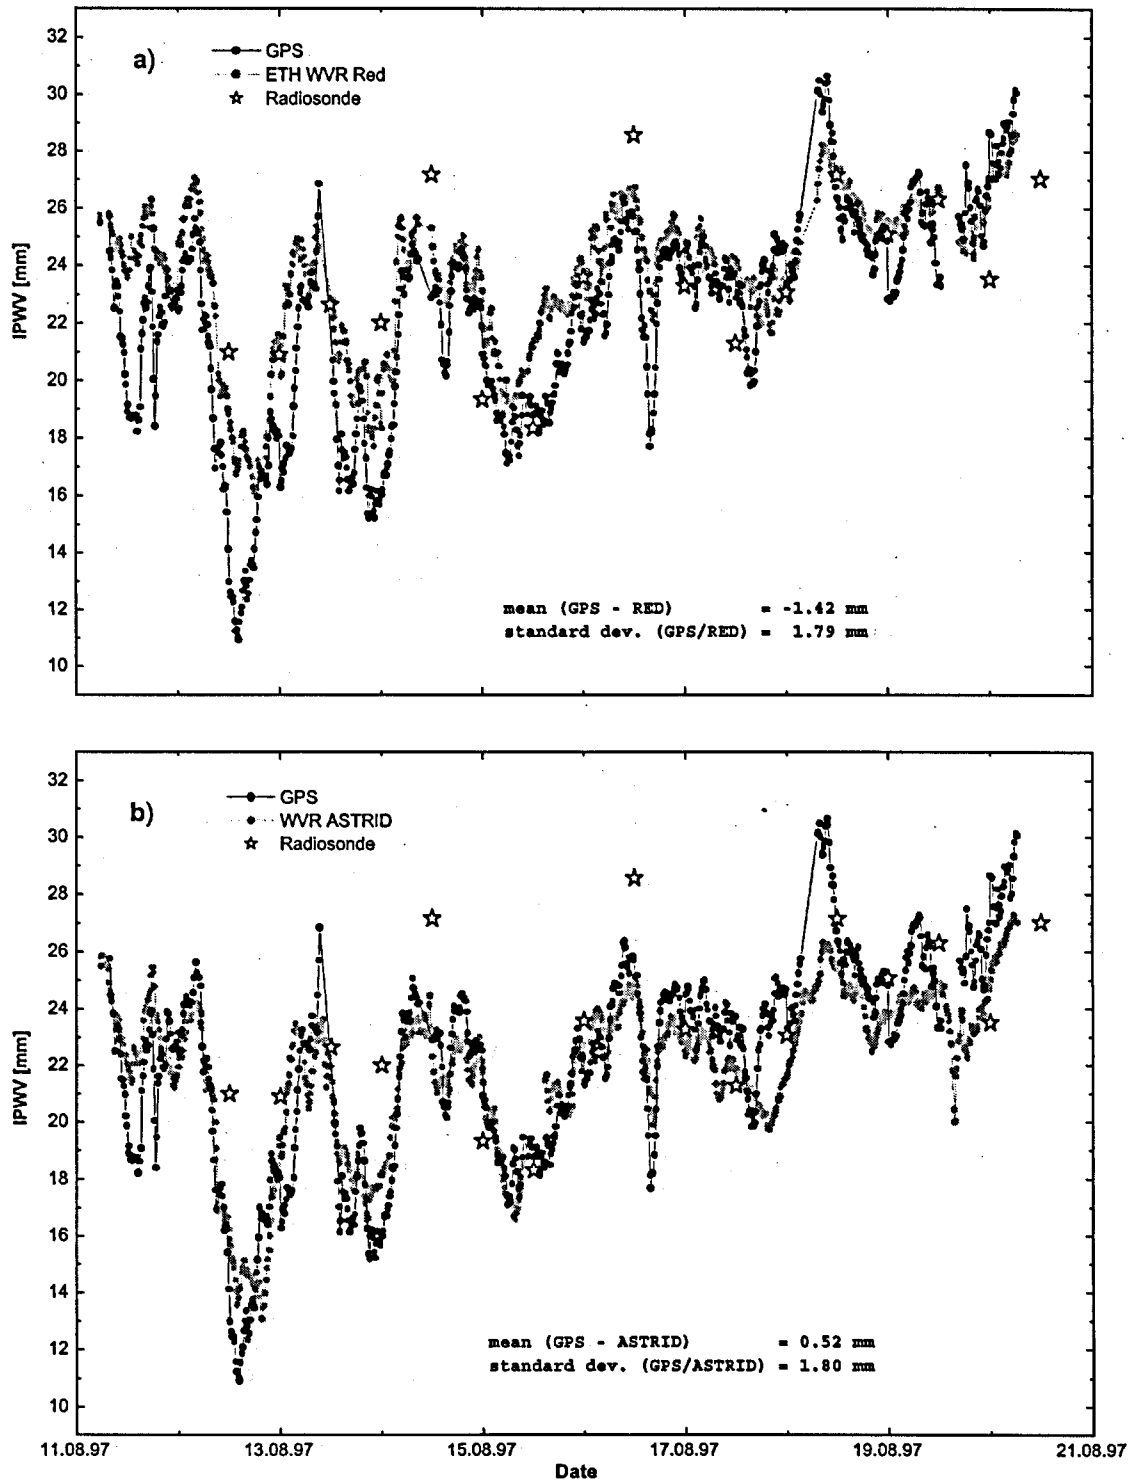 a)
GPS
ETH WVR Red
Radiosonde
IPWV [mm]
32
30
28
26
24
22
20
18
16
14
12
10
mean (GPS - RED) = -1.42 mm
standard dev. (GPS/RED) = 1.79 mm
b)
GPS
WVR ASTRID
Radiosonde
IPWV [mm]
32
30
28
26
24
22
20
18
16
14
12
10
mean (GPS - ASTRID) = 0.52 mm
standard dev. (GPS/ASTRID) = 1.80 mm
11.08.97 13.08.97 15.08.97 17.08.97 19.08.97 21.08.97
Date